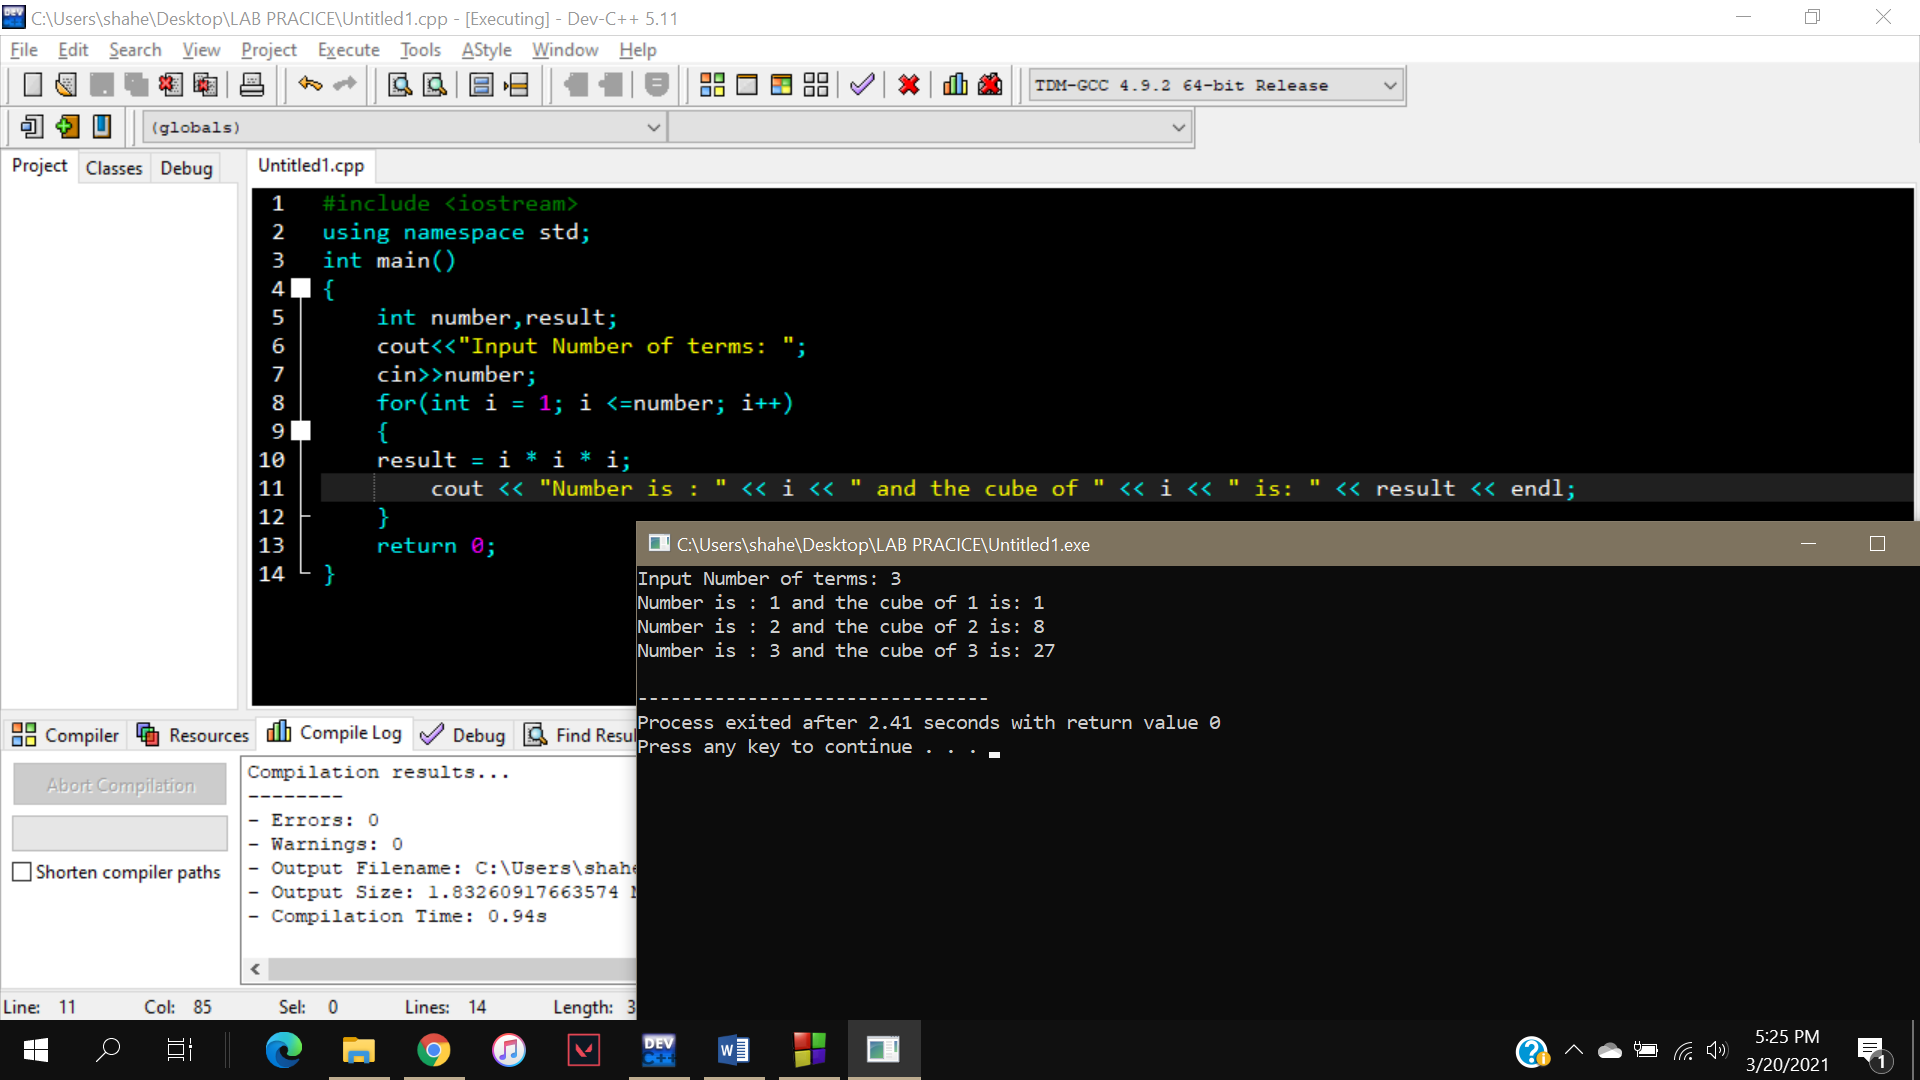 C:\Users\shahe\Desktop\LAB PRACICE\Untitled1.cpp - [Executing] - Dev-C++ 5.11
File Edit Search View Project Execute Tools AStyle Window Help
TDM-GCC 4.9.2 64-bit Release
(globals)
Project Classes Debug
Untitled1.cpp
1 #include <iostream>
2 using namespace std;
3 int main()
4 {
5 int number,result;
6 cout<<"Input Number of terms: ";
7 cin>>number;
8 for(int i = 1; i <=number; i++)
9 {
10 result = i * i * i;
11 cout << "Number is : " << i << " and the cube of " << i << " is: " << result << endl;
12 }
13 return 0;
14 }
C:\Users\shahe\Desktop\LAB PRACICE\Untitled1.exe
Input Number of terms: 3
Number is : 1 and the cube of 1 is: 1
Number is : 2 and the cube of 2 is: 8
Number is : 3 and the cube of 3 is: 27
--------------------------------
Process exited after 2.41 seconds with return value 0
Press any key to continue . . .
Compiler Resources Compile Log Debug Find Resu
Abort Compilation
Shorten compiler paths
Compilation results...
--------
- Errors: 0
- Warnings: 0
- Output Filename: C:\Users\shahe
- Output Size: 1.83260917663574
- Compilation Time: 0.94s
Line: 11 Col: 85 Sel: 0 Lines: 14 Length: 3
DEV C++
5:25 PM
3/20/2021
1